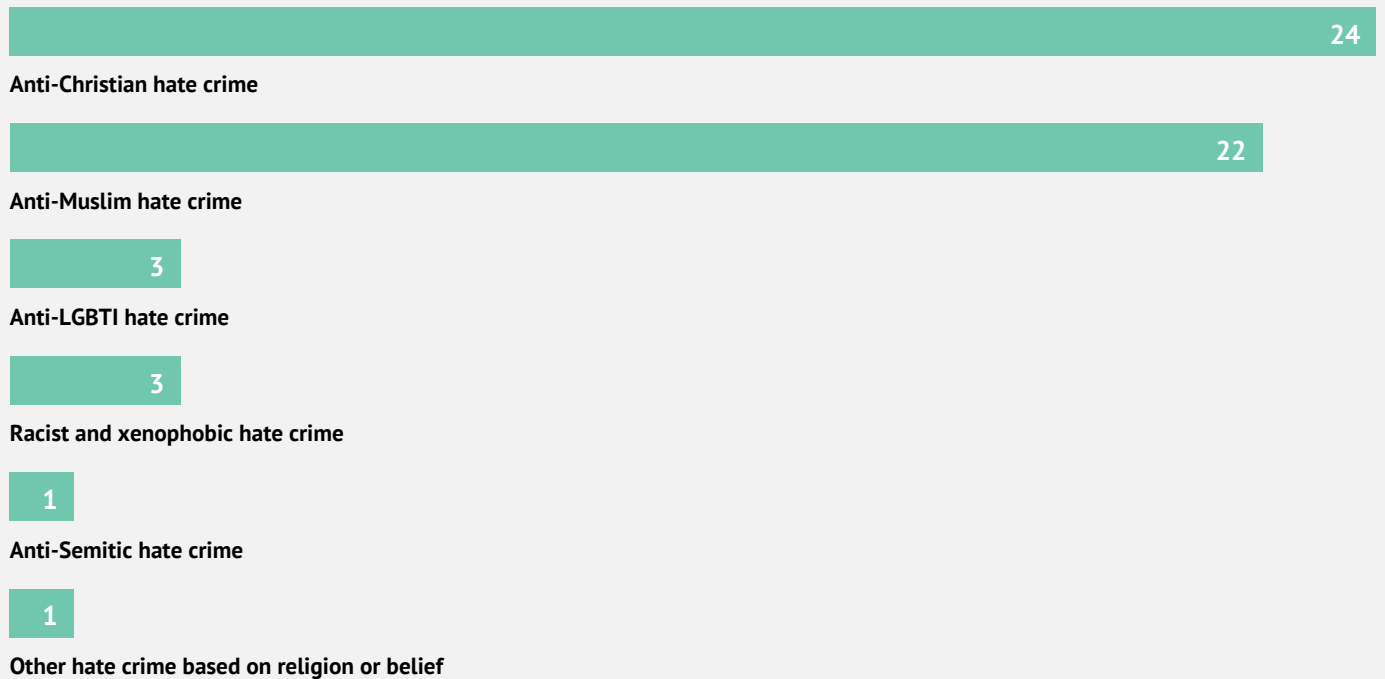 24
Anti-Christian hate crime
22
Anti-Muslim hate crime
3
Anti-LGBTI hate crime
3
Racist and xenophobic hate crime
1
Anti-Semitic hate crime
1
Other hate crime based on religion or belief